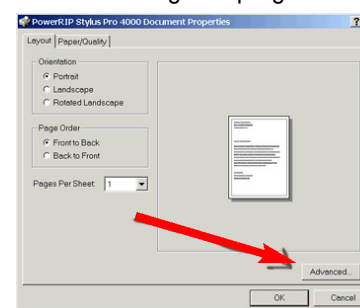 PowerRIP Stylus Pro 4000 Document Properties
?
Layout
Paper/Quality
Orientation
Portrait
Landscape
Rotated Landscape
Page Order
Front to Back
Back to Front
Pages Per Sheet:
1
Advanced...
OK
Cancel